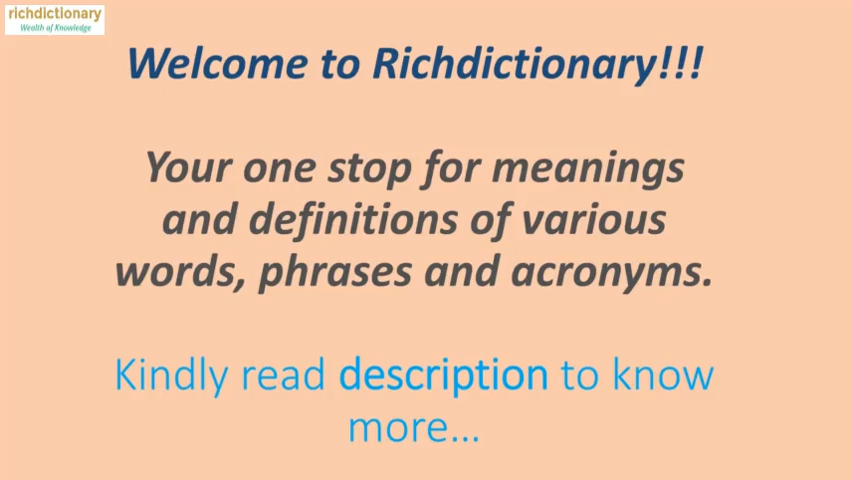 richdictionary
Wealth of Knowledge
Welcome to Richdictionary!!!
Your one stop for meanings
and definitions of various
words, phrases and acronyms.
Kindly read description to know
more...